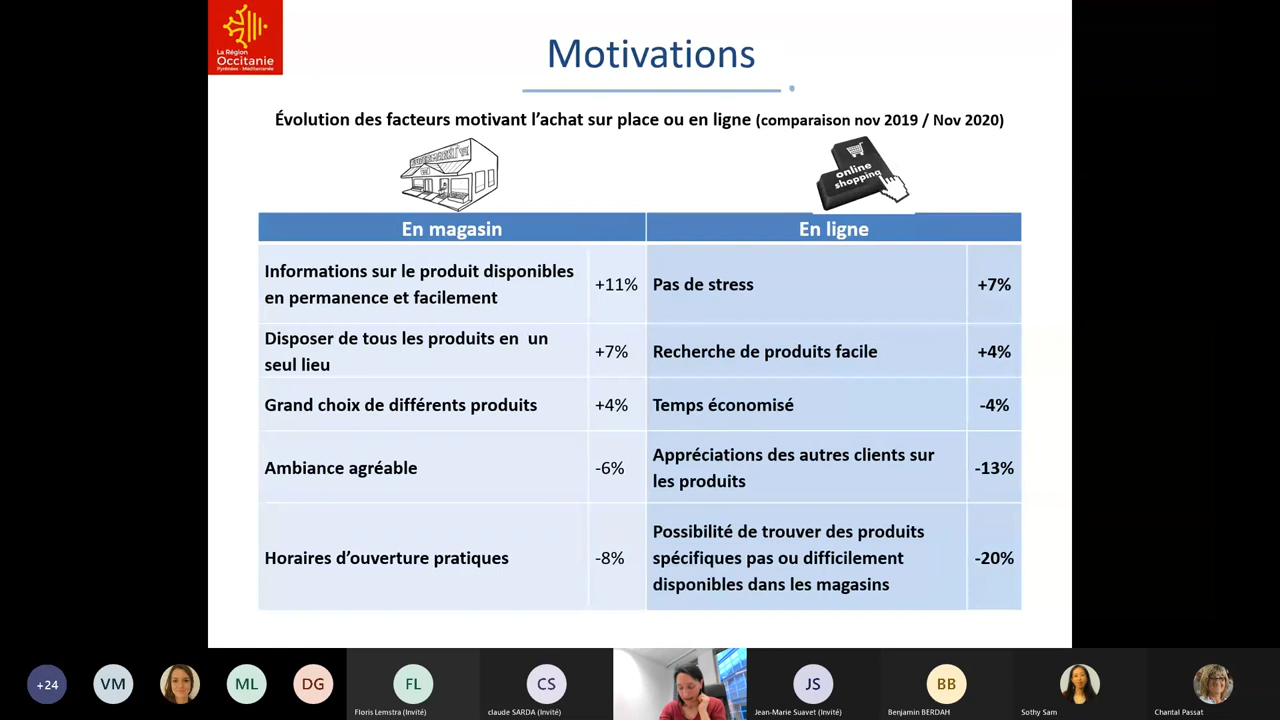 La Région
Occitanie
Pyrénées - Méditerranée
Motivations
Évolution des facteurs motivant l’achat sur place ou en ligne (comparaison nov 2019 / Nov 2020)
SUPERMARKET
online
shopping
En magasin
En ligne
Informations sur le produit disponibles
en permanence et facilement
+11%
Pas de stress
+7%
Disposer de tous les produits en un
seul lieu
+7%
Recherche de produits facile
+4%
Grand choix de différents produits
+4%
Temps économisé
-4%
Ambiance agréable
-6%
Appréciations des autres clients sur
les produits
-13%
Horaires d’ouverture pratiques
-8%
Possibilité de trouver des produits
spécifiques pas ou difficilement
disponibles dans les magasins
-20%
+24
VM
ML
DG
FL
Floris Lemstra (Invité)
CS
claude SARDA (Invité)
JS
Jean-Marie Suavet (Invité)
BB
Benjamin BERDAH
Sothy Sam
Chantal Passat